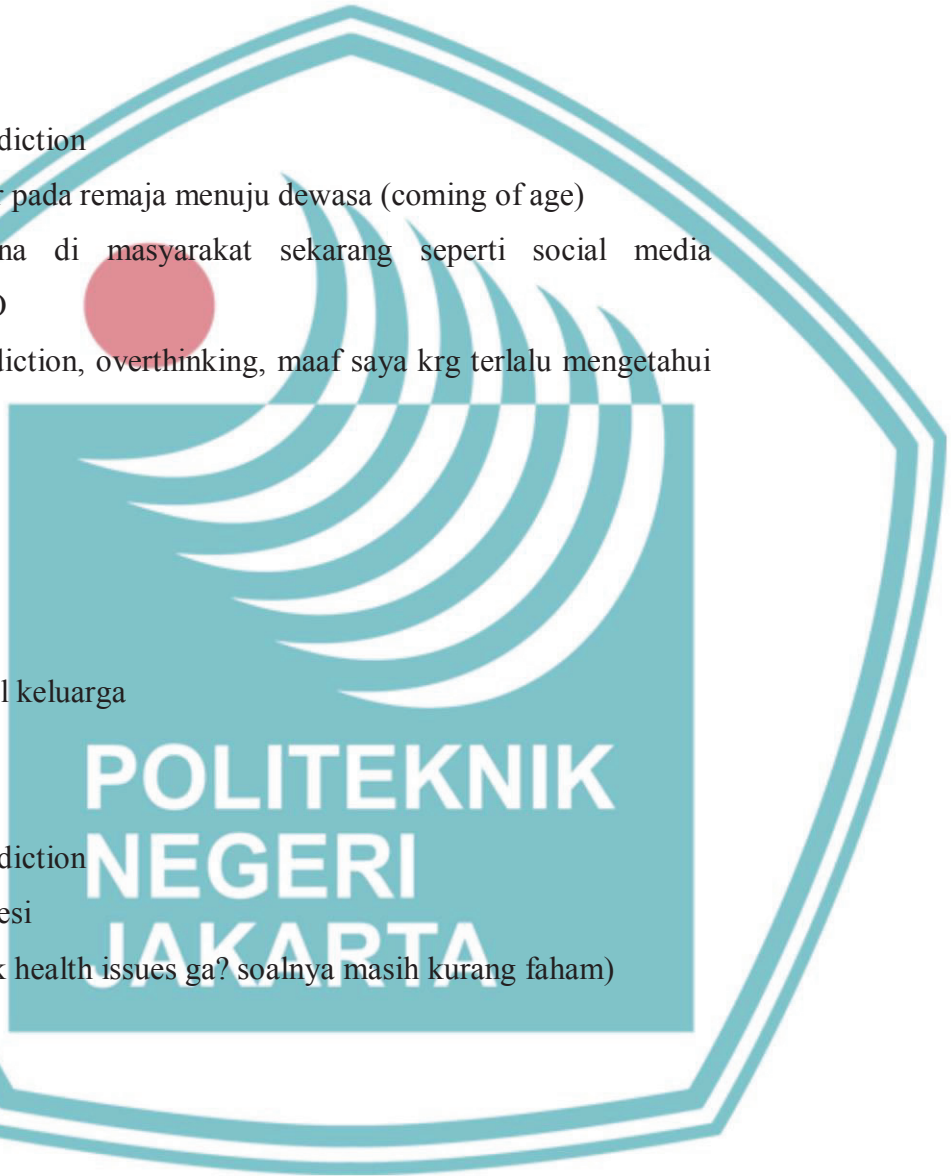 diction
pada remaja menuju dewasa (coming of age)
na di masyarakat sekarang seperti social media
O
diction, overthinking, maaf saya krg terlalu mengetahui
l keluarga
POLITEKNIK
NEGERI
JAKARTA
diction
esi
k health issues ga? soalnya masih kurang faham)